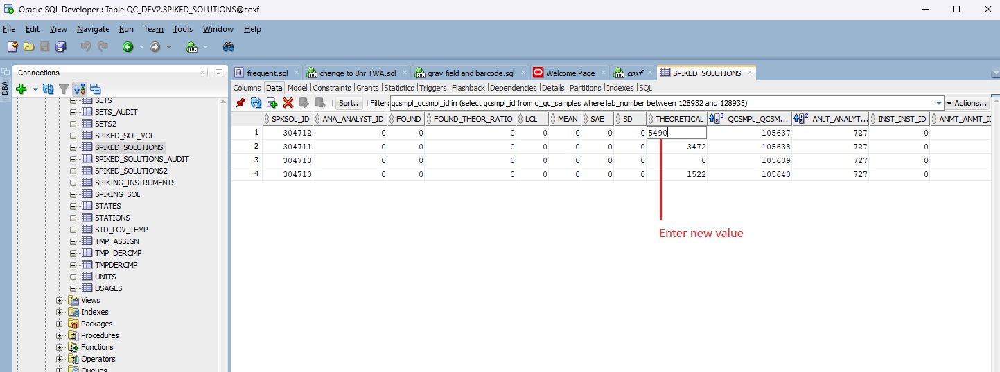 Oracle SQL Developer : Table QC_DEV2.SPIKED_SOLUTIONS@coxf
File Edit View Navigate Run Team Tools Window Help
SQL
DBA
Connections
SETS
SETS_AUDIT
SETS2
SPIKED_SOL_VOL
SPIKED_SOLUTIONS
SPIKED_SOLUTIONS_AUDIT
SPIKED_SOLUTIONS2
SPIKING_INSTRUMENTS
SPIKING_SOL
STATES
STATIONS
STD_LOV_TEMP
TMP_ASSIGN
TMP_DERCMP
TMPDERCMP
UNITS
USAGES
Views
Indexes
Packages
Procedures
Functions
Operators
Queues
frequent.sql change to 8hr TWA.sql grav field and barcode.sql Welcome Page coxf SPIKED_SOLUTIONS
Columns Data Model Constraints Grants Statistics Triggers Flashback Dependencies Details Partitions Indexes SQL
Sort.. Filter: qcsmpl_qcsmpl_id in (select qcsmpl_id from q_qc_samples where lab_number between 128932 and 128935) Actions...
SPKSOL_ID ANA_ANALYST_ID FOUND FOUND_THEOR_RATIO LCL MEAN SAE SD THEORETICAL 3 QCSMPL_QCSM... 2 ANLT_ANALYT... INST_INST_ID ANMT_ANMT_ID
1 304712 0 0 0 0 0 0 0 5490 105637 727 0
2 304711 0 0 0 0 0 0 0 3472 105638 727 0
3 304713 0 0 0 0 0 0 0 0 105639 727 0
4 304710 0 0 0 0 0 0 0 1522 105640 727 0
Enter new value